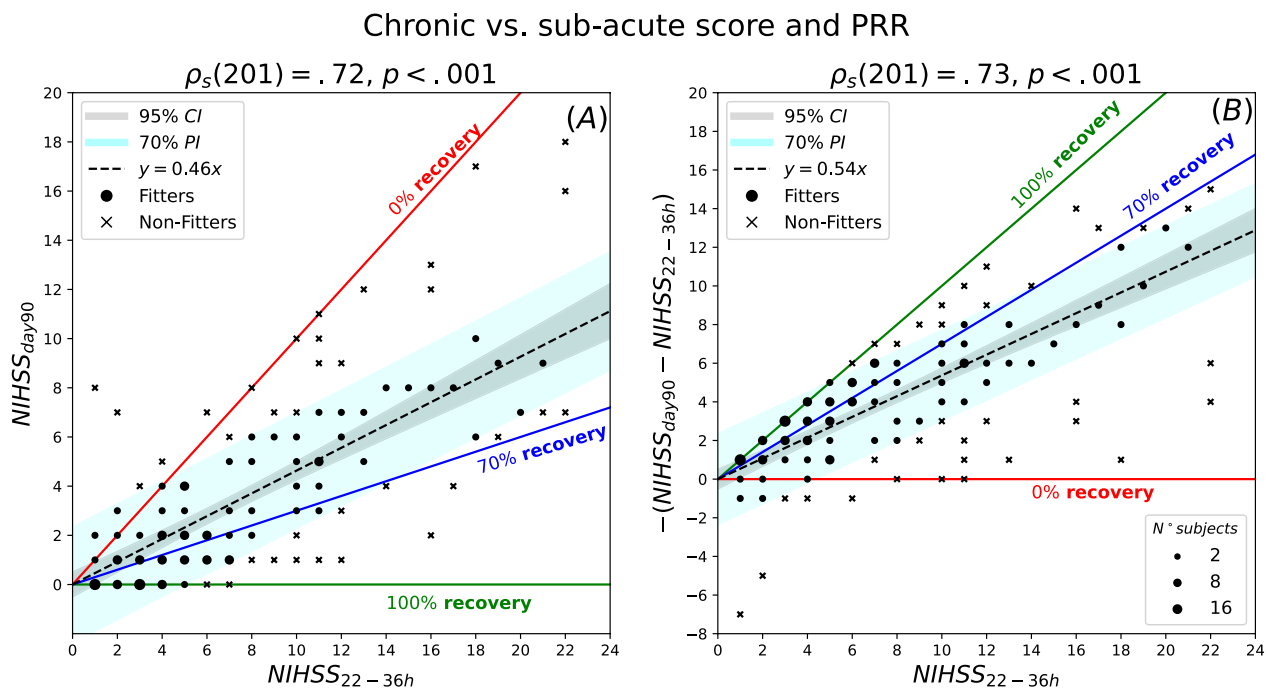 Chronic vs. sub-acute score and PRR
ρs(201) = .72, p < .001
(A)
95% CI
70% PI
y = 0.46x
Fitters
Non-Fitters
0% recovery
70% recovery
100% recovery
NIHSSday90
20
18
16
14
12
10
8
6
4
2
0
0 2 4 6 8 10 12 14 16 18 20 22 24
NIHSS22−36h
ρs(201) = .73, p < .001
(B)
95% CI
70% PI
y = 0.54x
Fitters
Non-Fitters
100% recovery
70% recovery
0% recovery
−(NIHSSday90 − NIHSS22−36h)
20
18
16
14
12
10
8
6
4
2
0
−2
−4
−6
−8
N°subjects
2
8
16
0 2 4 6 8 10 12 14 16 18 20 22 24
NIHSS22−36h